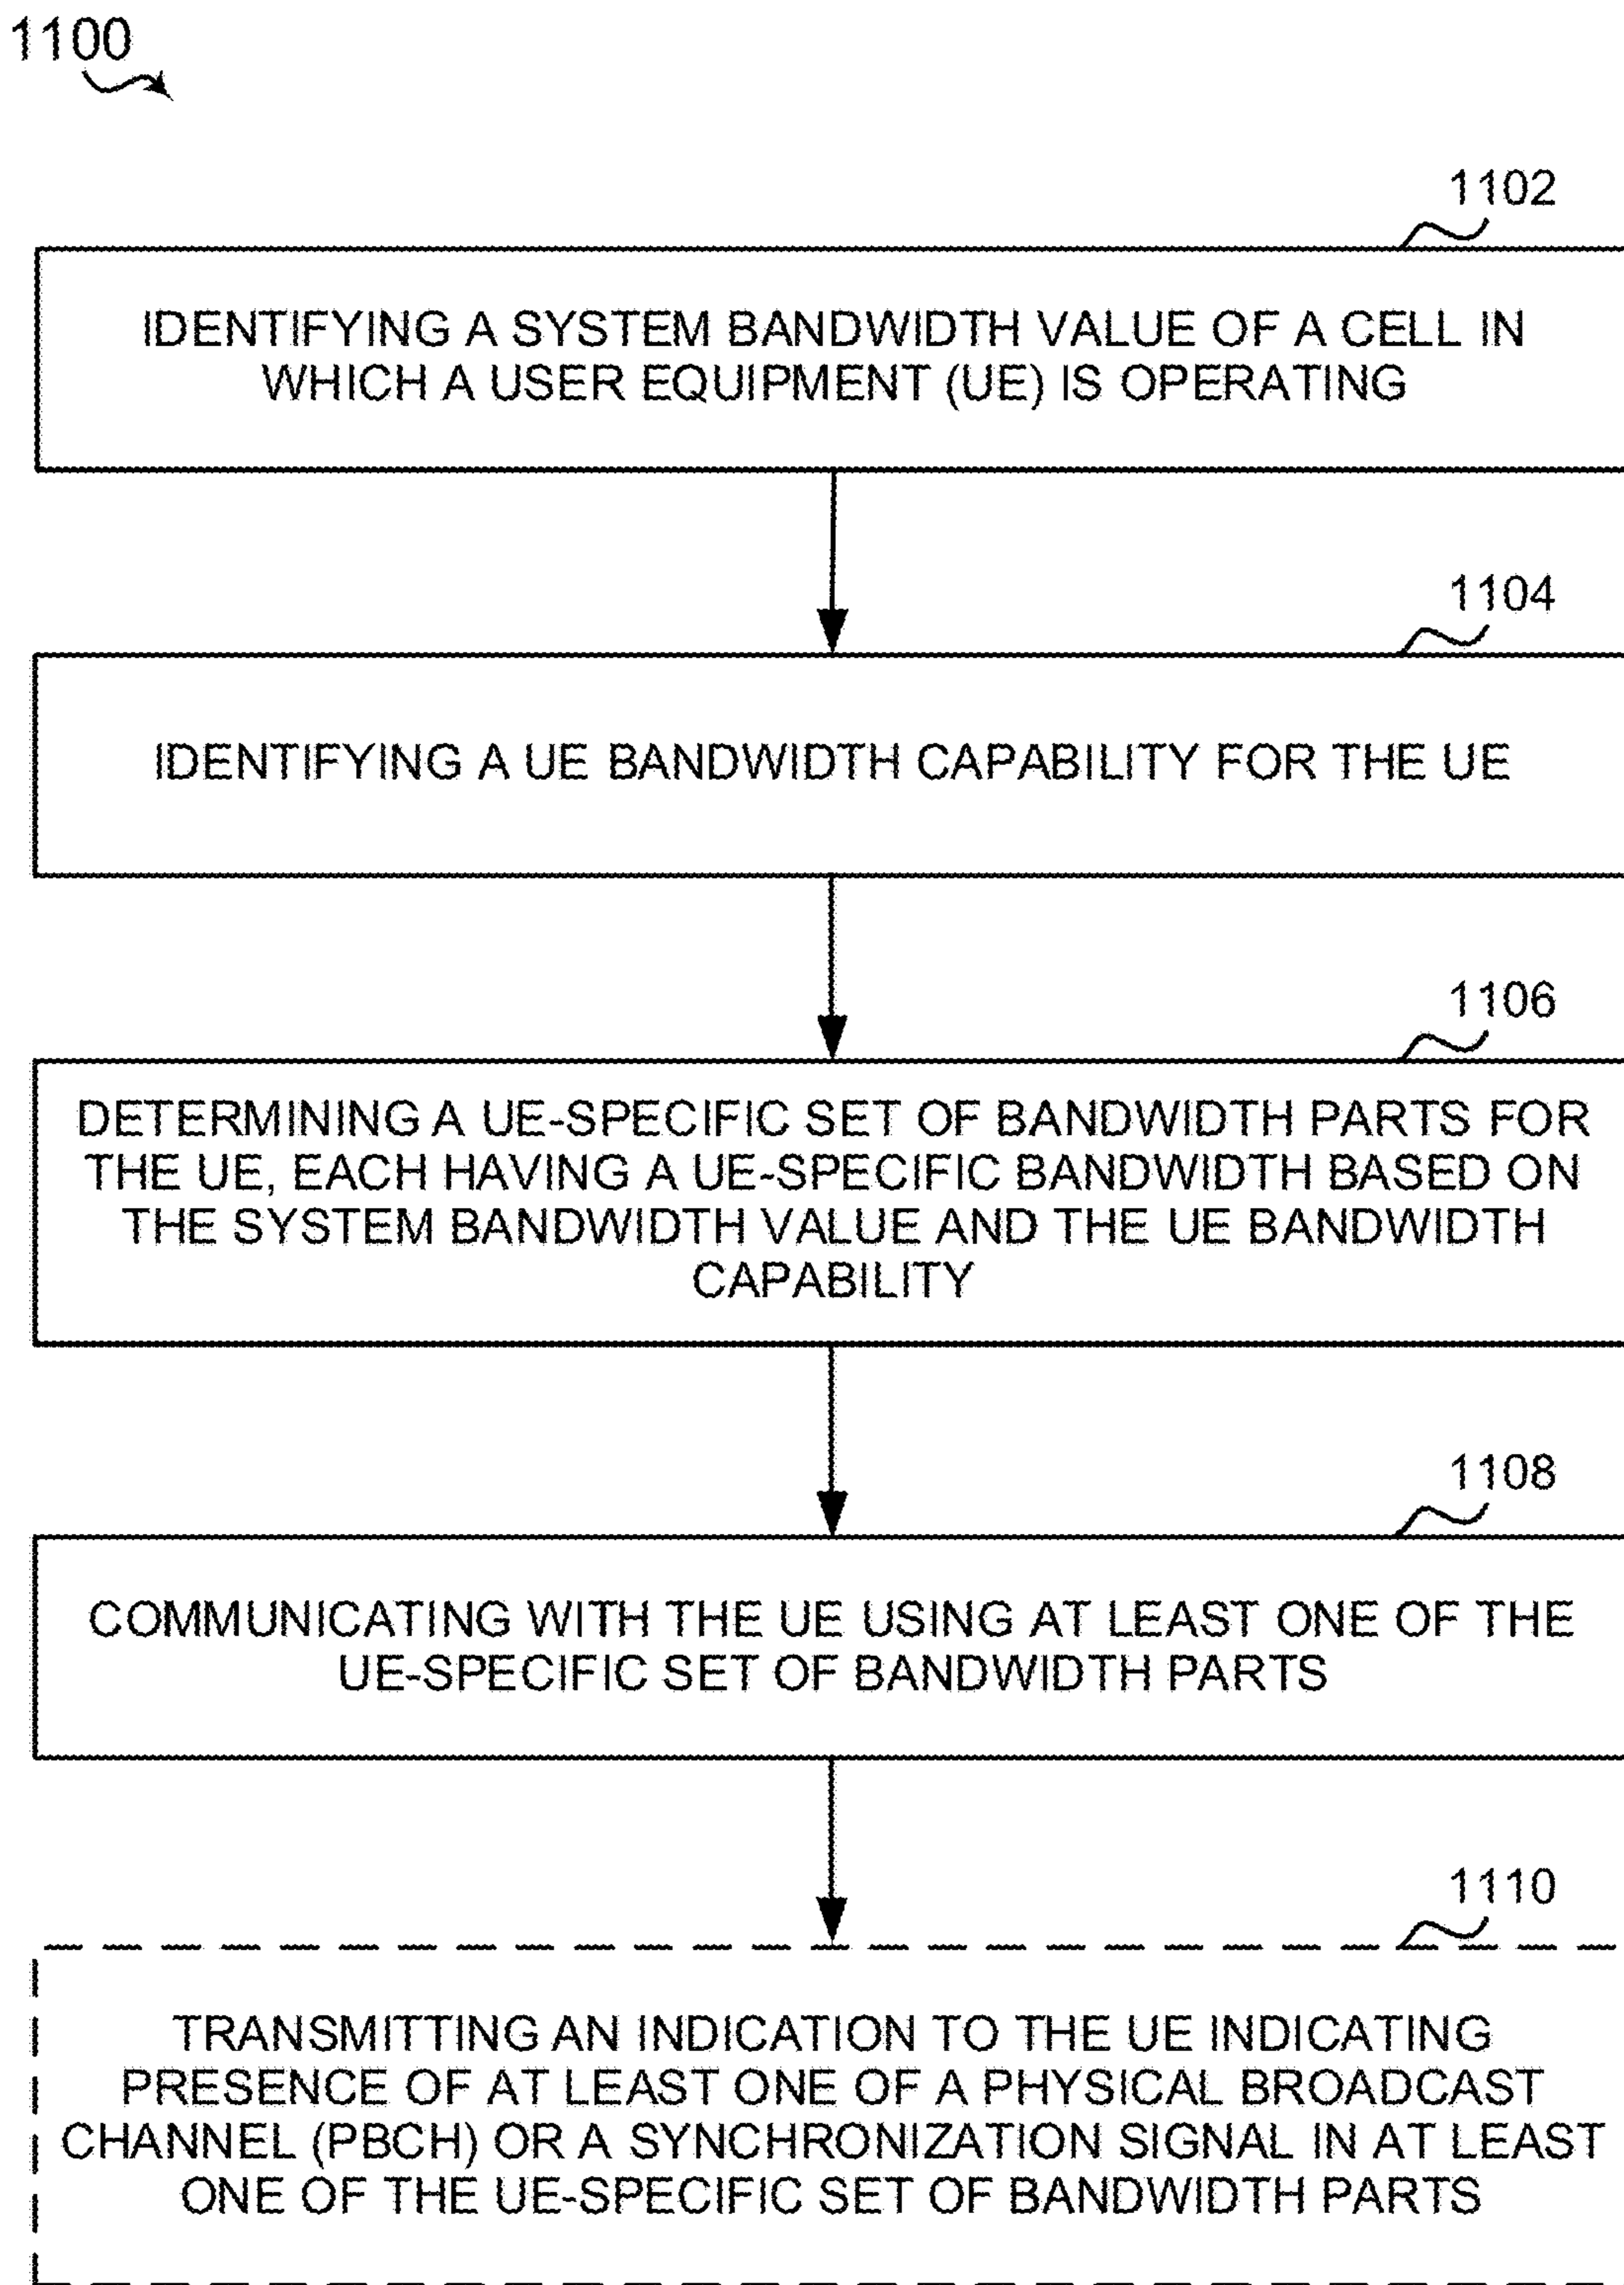 1100
1102
IDENTIFYING A SYSTEM BANDWIDTH VALUE OF A CELL IN
WHICH A USER EQUIPMENT (UE) IS OPERATING
1104
IDENTIFYING A UE BANDWIDTH CAPABILITY FOR THE UE
1106
DETERMINING A UE-SPECIFIC SET OF BANDWIDTH PARTS FOR
THE UE, EACH HAVING A UE-SPECIFIC BANDWIDTH BASED ON
THE SYSTEM BANDWIDTH VALUE AND THE UE BANDWIDTH
CAPABILITY
1108
COMMUNICATING WITH THE UE USING AT LEAST ONE OF THE
UE-SPECIFIC SET OF BANDWIDTH PARTS
1110
TRANSMITTING AN INDICATION TO THE UE INDICATING
PRESENCE OF AT LEAST ONE OF A PHYSICAL BROADCAST
CHANNEL (PBCH) OR A SYNCHRONIZATION SIGNAL IN AT LEAST
ONE OF THE UE-SPECIFIC SET OF BANDWIDTH PARTS